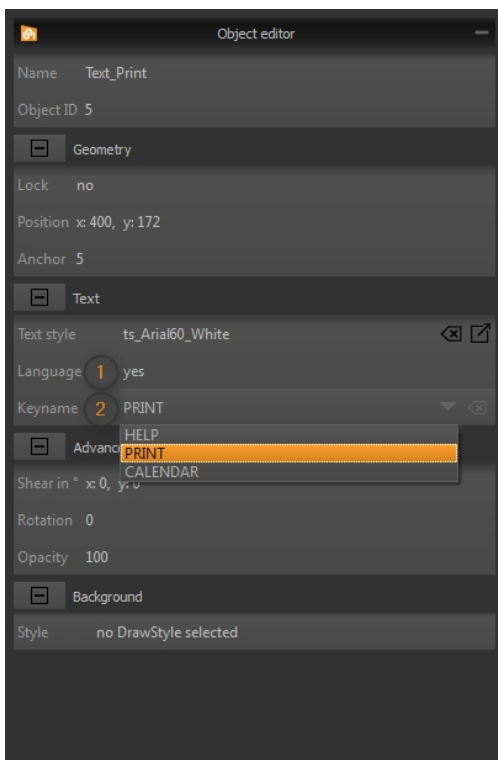 Object editor
Name Text_Print
Object ID 5
Geometry
Lock no
Position x: 400, y: 172
Anchor 5
Text
Text style ts_Arial60_White
Language 1 yes
Keyname 2 PRINT
HELP
PRINT
CALENDAR
Shear in ° x: 0,
Rotation 0
Opacity 100
Background
Style no DrawStyle selected